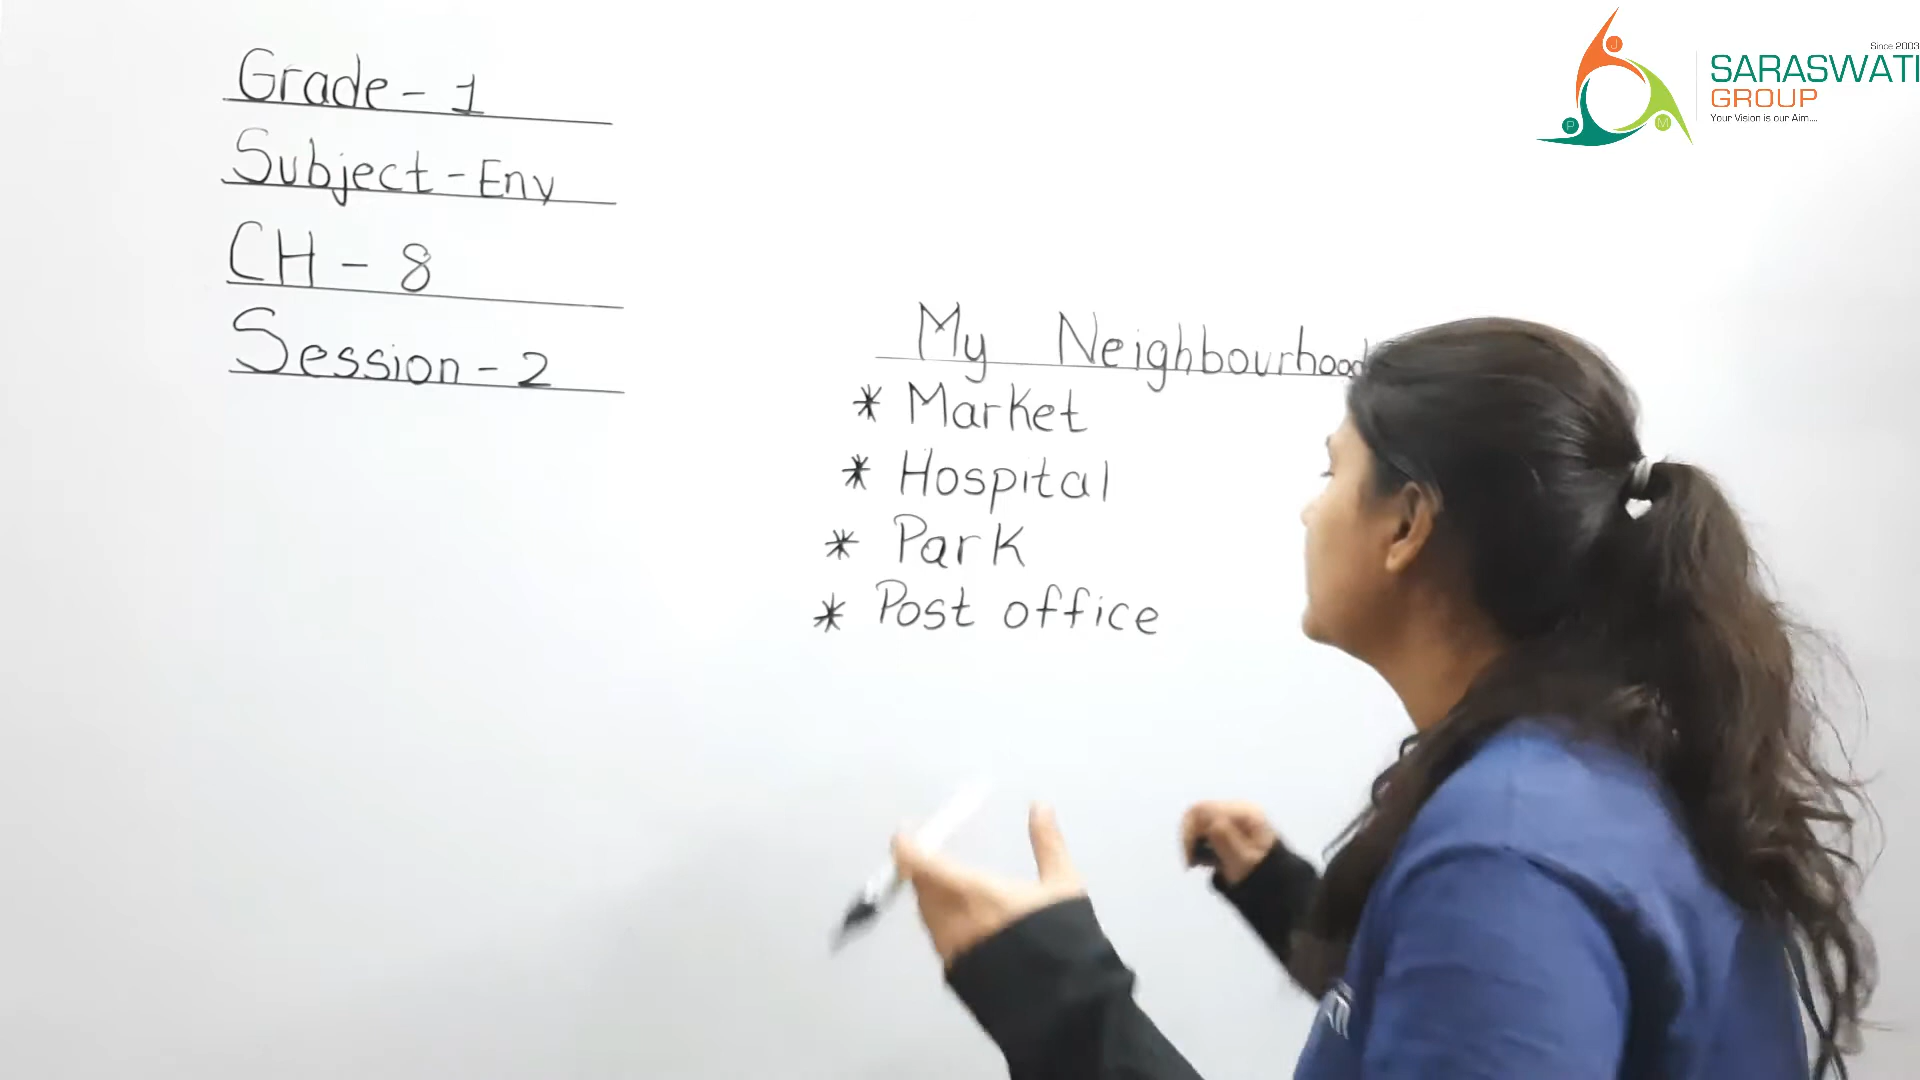 Grade - 1
Subject - Env
CH - 8
Session - 2
My Neighbourhood
* Market
* Hospital
* Park
* Post office
Since 2003
SARASWATI
GROUP
Your Vision is our Aim....
J
P
M